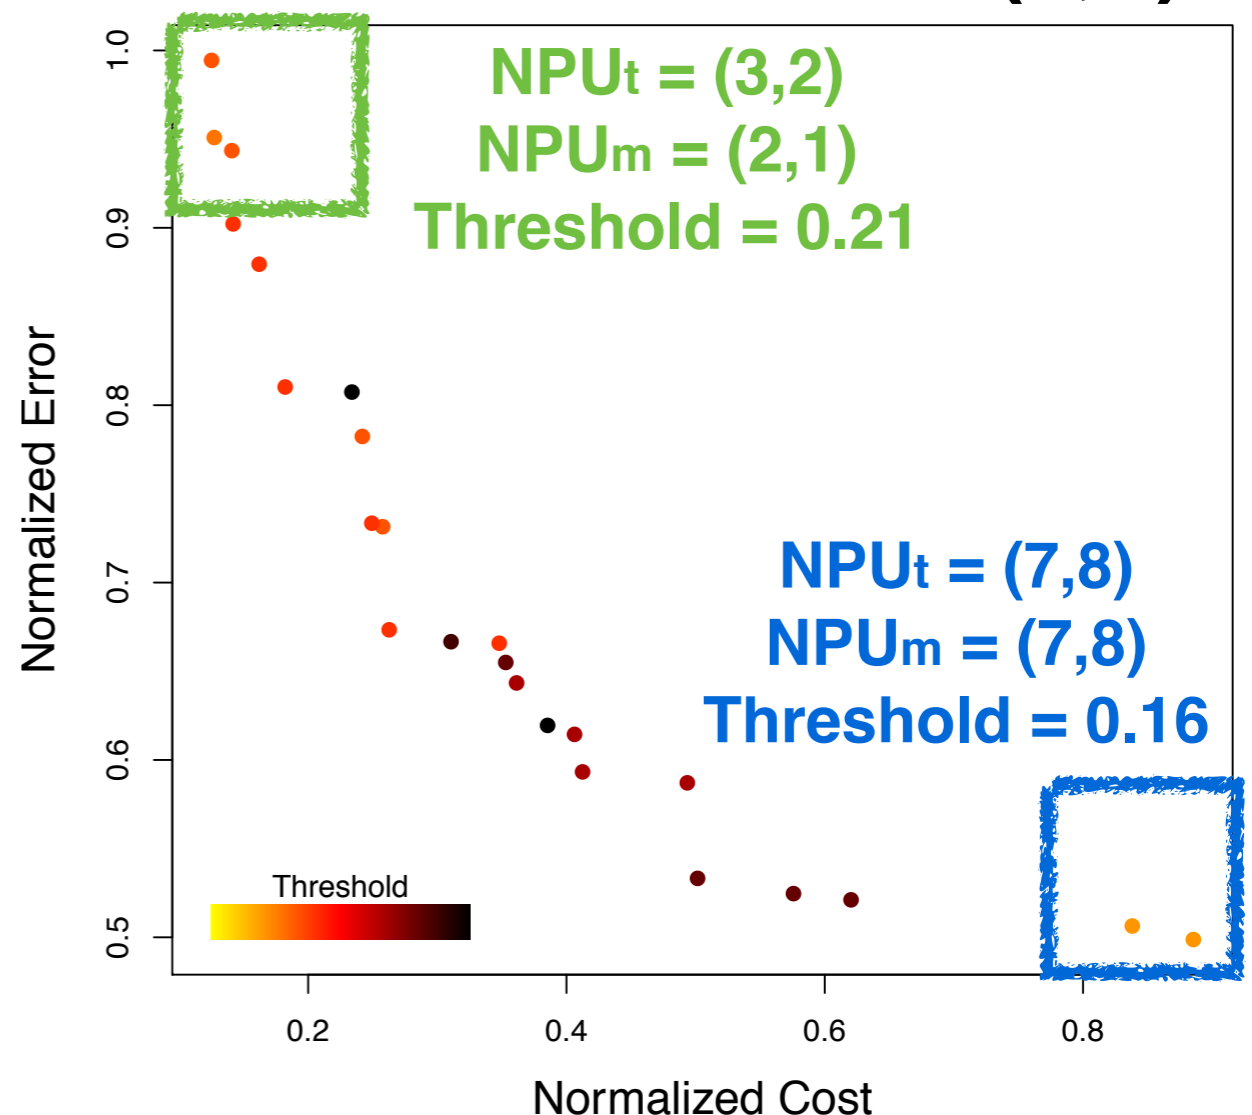 NPUt = (3,2)
NPUm = (2,1)
Threshold = 0.21
NPUt = (7,8)
NPUm = (7,8)
Threshold = 0.16
Threshold
Normalized Error
1.0
0.9
0.8
0.7
0.6
0.5
0.2 0.4 0.6 0.8
Normalized Cost